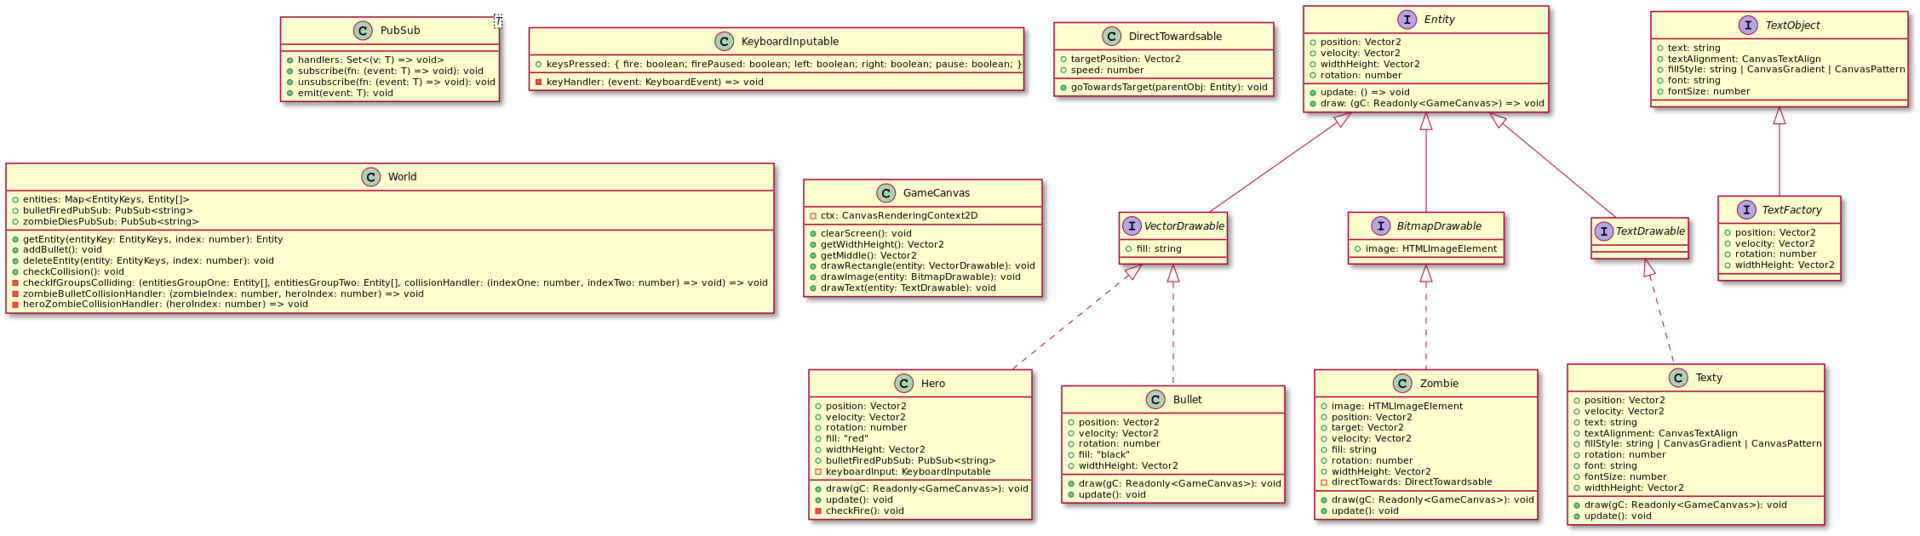 C PubSub
T
handlers: Set<(v: T) => void>
subscribe(fn: (event: T) => void): void
unsubscribe(fn: (event: T) => void): void
emit(event: T): void
C KeyboardInputable
keysPressed: { fire: boolean; firePaused: boolean; left: boolean; right: boolean; pause: boolean; }
keyHandler: (event: KeyboardEvent) => void
C DirectTowardsable
targetPosition: Vector2
speed: number
goTowardsTarget(parentObj: Entity): void
I Entity
position: Vector2
velocity: Vector2
widthHeight: Vector2
rotation: number
update: () => void
draw: (gC: Readonly<GameCanvas>) => void
I TextObject
text: string
textAlignment: CanvasTextAlign
fillStyle: string | CanvasGradient | CanvasPattern
font: string
fontSize: number
C World
entities: Map<EntityKeys, Entity[]>
bulletFiredPubSub: PubSub<string>
zombieDiesPubSub: PubSub<string>
getEntity(entityKey: EntityKeys, index: number): Entity
addBullet(): void
deleteEntity(entity: EntityKeys, index: number): void
checkCollision(): void
checkIfGroupsColliding: (entitiesGroupOne: Entity[], entitiesGroupTwo: Entity[], collisionHandler: (indexOne: number, indexTwo: number) => void) => void
zombieBulletCollisionHandler: (zombieIndex: number, heroIndex: number) => void
heroZombieCollisionHandler: (heroIndex: number) => void
C GameCanvas
ctx: CanvasRenderingContext2D
clearScreen(): void
getWidthHeight(): Vector2
getMiddle(): Vector2
drawRectangle(entity: VectorDrawable): void
drawImage(entity: BitmapDrawable): void
drawText(entity: TextDrawable): void
I VectorDrawable
fill: string
I BitmapDrawable
image: HTMLImageElement
I TextDrawable
I TextFactory
position: Vector2
velocity: Vector2
rotation: number
widthHeight: Vector2
C Hero
position: Vector2
velocity: Vector2
rotation: number
fill: "red"
widthHeight: Vector2
bulletFiredPubSub: PubSub<string>
keyboardInput: KeyboardInputable
draw(gC: Readonly<GameCanvas>): void
update(): void
checkFire(): void
C Bullet
position: Vector2
velocity: Vector2
rotation: number
fill: "black"
widthHeight: Vector2
draw(gC: Readonly<GameCanvas>): void
update(): void
C Zombie
image: HTMLImageElement
position: Vector2
target: Vector2
velocity: Vector2
fill: string
rotation: number
widthHeight: Vector2
directTowards: DirectTowardsable
draw(gC: Readonly<GameCanvas>): void
update(): void
C Texty
position: Vector2
velocity: Vector2
text: string
textAlignment: CanvasTextAlign
fillStyle: string | CanvasGradient | CanvasPattern
rotation: number
font: string
fontSize: number
widthHeight: Vector2
draw(gC: Readonly<GameCanvas>): void
update(): void